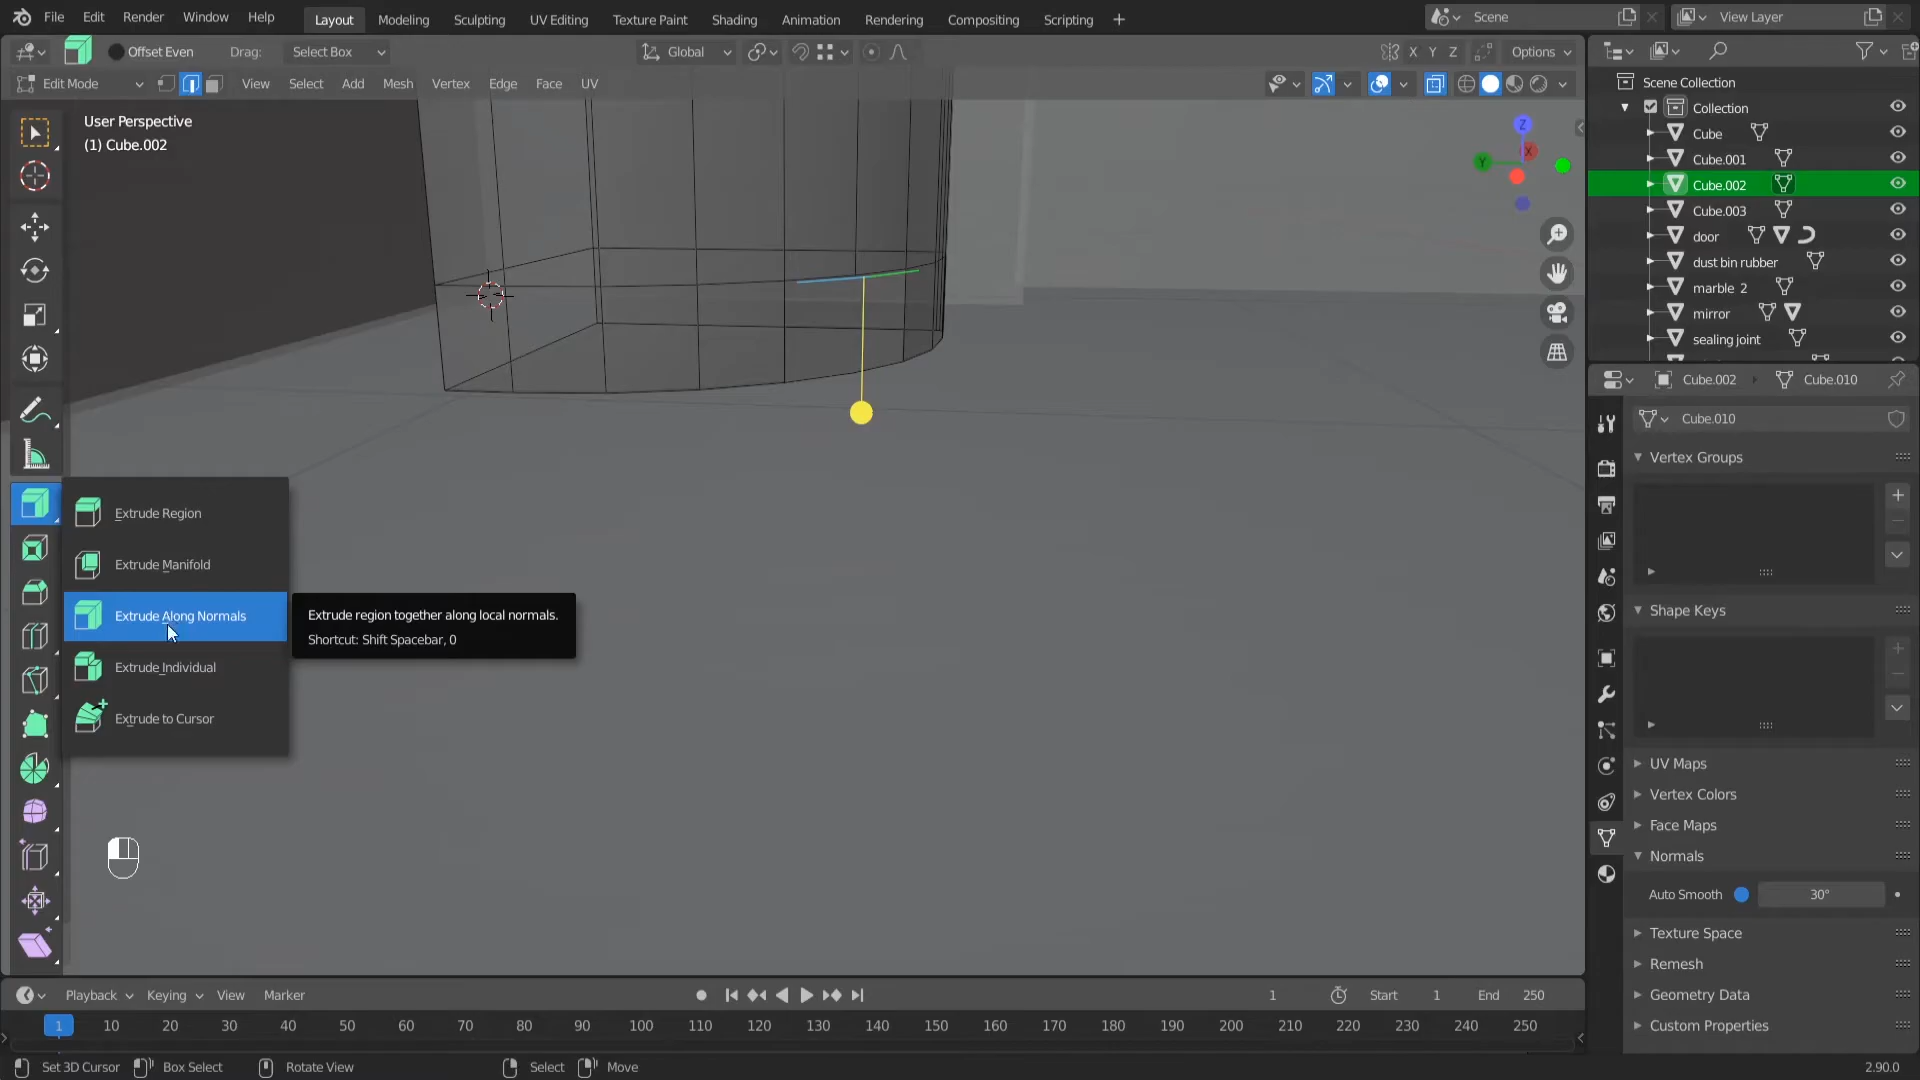 File Edit Render Window Help Layout Modeling Sculpting UV Editing Texture Paint Shading Animation Rendering Compositing Scripting + Scene View Layer
Offset Even Drag: Select Box Global X Y Z Options
Edit Mode View Select Add Mesh Vertex Edge Face UV
User Perspective
(1) Cube.002
Z
X
Y
Extrude Region
Extrude Manifold
Extrude Along Normals
Extrude Individual
Extrude to Cursor
Extrude region together along local normals.
Shortcut: Shift Spacebar, 0
Scene Collection
Collection
Cube
Cube.001
Cube.002
Cube.003
door
dust bin rubber
marble 2
mirror
sealing joint
Cube.002 Cube.010
Cube.010
Vertex Groups
Shape Keys
UV Maps
Vertex Colors
Face Maps
Normals
Auto Smooth 30°
Texture Space
Remesh
Geometry Data
Custom Properties
Playback Keying View Marker 1 Start 1 End 250
1 10 20 30 40 50 60 70 80 90 100 110 120 130 140 150 160 170 180 190 200 210 220 230 240 250
Set 3D Cursor Box Select Rotate View Select Move 2.90.0